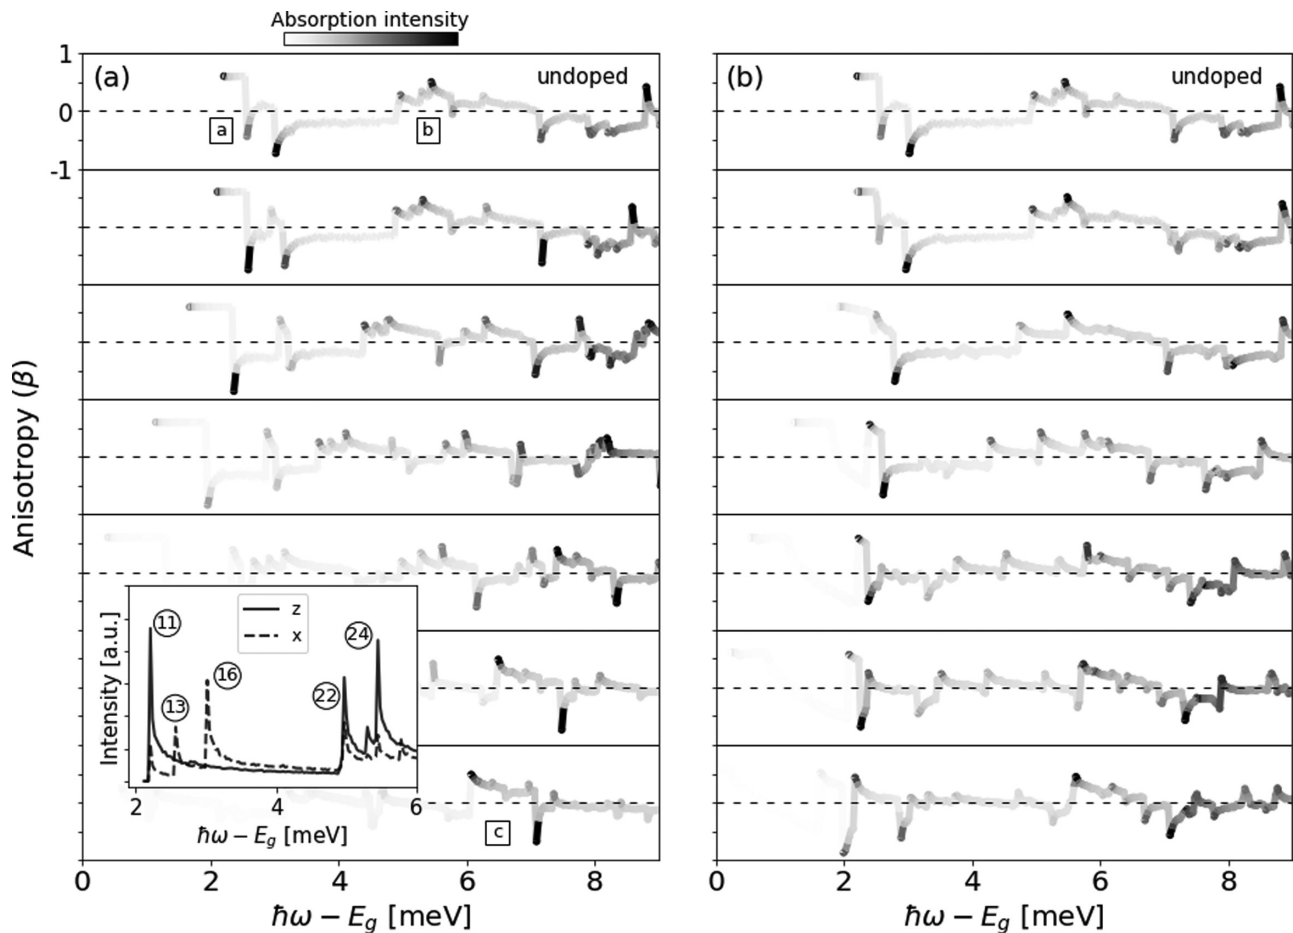 Absorption intensity
(a)
undoped
(b)
undoped
1
0
-1
a
b
Anisotropy (β)
Intensity [a.u.]
11
13
16
22
24
z
x
2
4
6
ħω − E_g [meV]
c
0
2
4
6
8
0
2
4
6
8
ħω − E_g [meV]
ħω − E_g [meV]